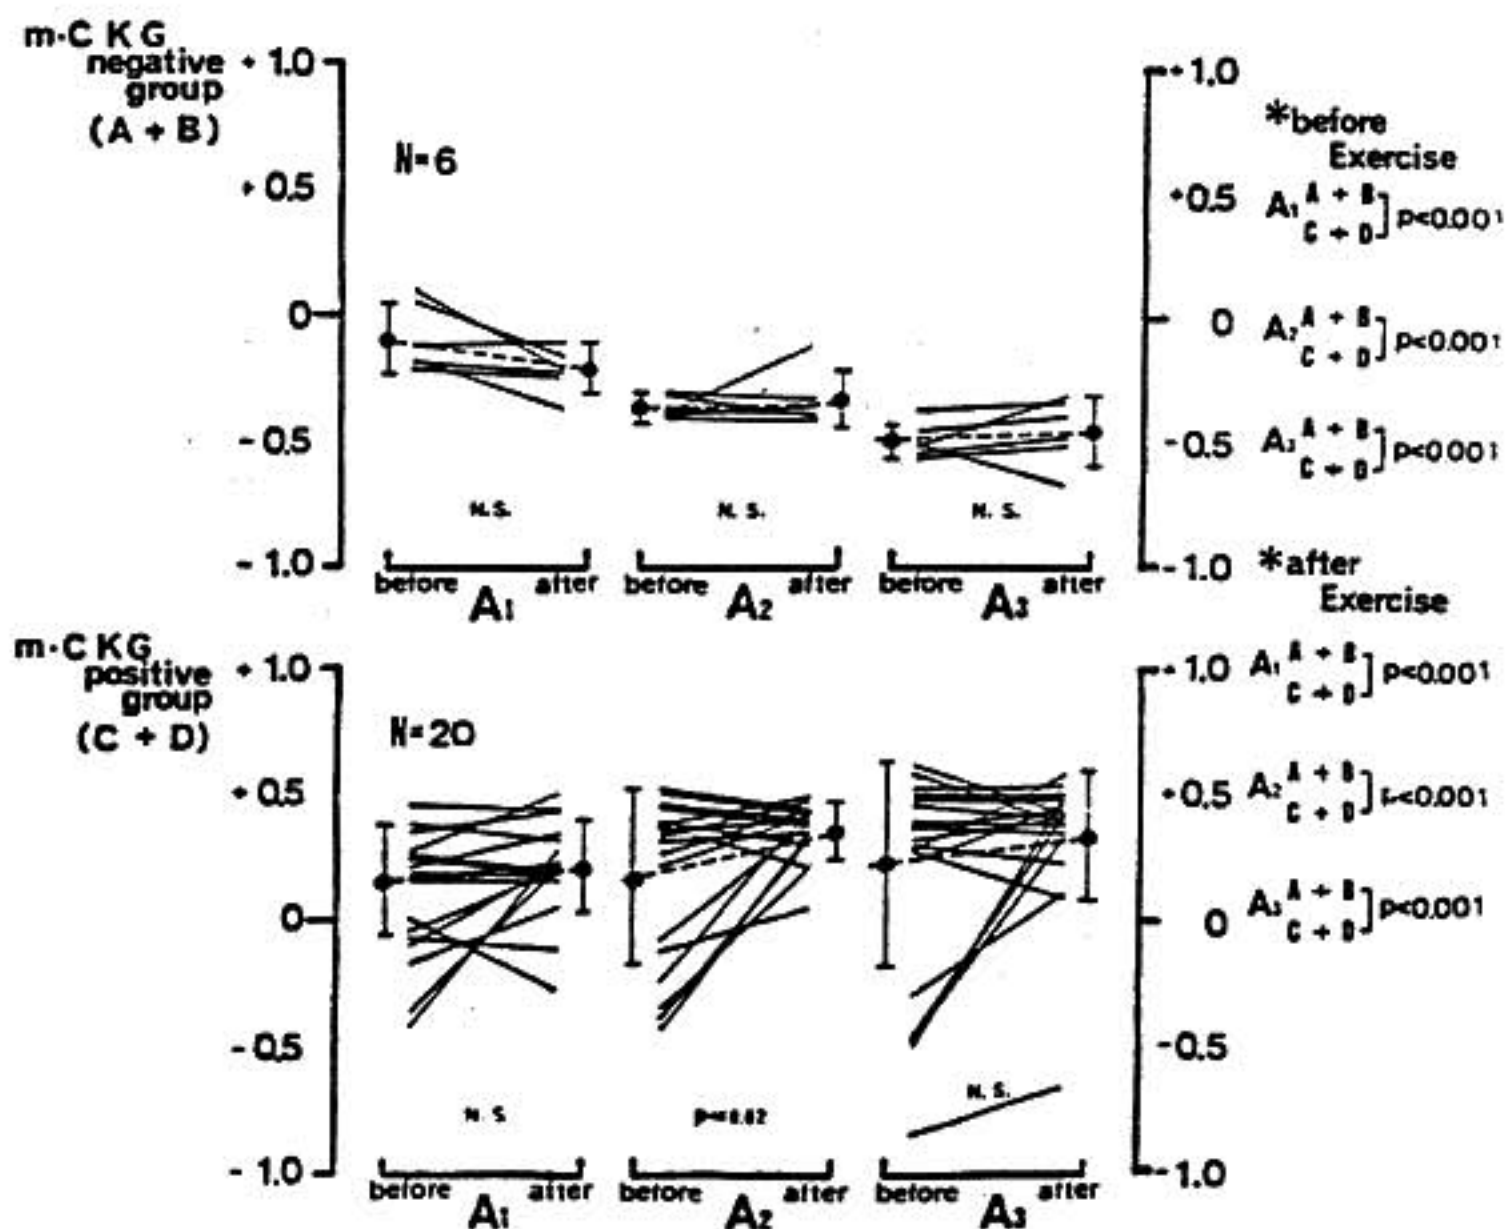 m·CKG
negative
group
(A + B)
+ 1.0
+ 0.5
0
- 0.5
- 1.0
N=6
N.S.
N.S.
N.S.
before
after
A1
before
after
A2
before
after
A3
+1.0
+0.5
0
-0.5
-1.0
*before
Exercise
A1 A + B
C + D ] p<0.001
A2 A + B
C + D ] p<0.001
A3 A + B
C + D ] p<0.001
*after
Exercise
A1 A + B
C + D ] p<0.001
A2 A + B
C + D ] p<0.001
A3 A + B
C + D ] p<0.001
m·CKG
positive
group
(C + D)
+ 1.0
+ 0.5
0
- 0.5
- 1.0
N=20
N.S
N.S.
before
after
A1
before
after
A2
before
after
A3
+ 1.0
+0.5
0
-0.5
-1.0